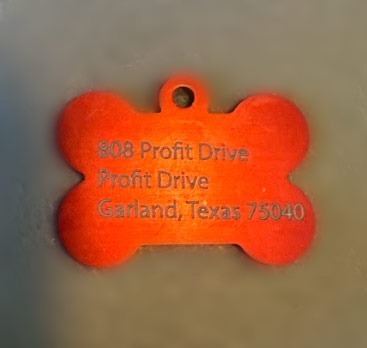 808 Profit Drive
Profit Drive
Garland, Texas 75040